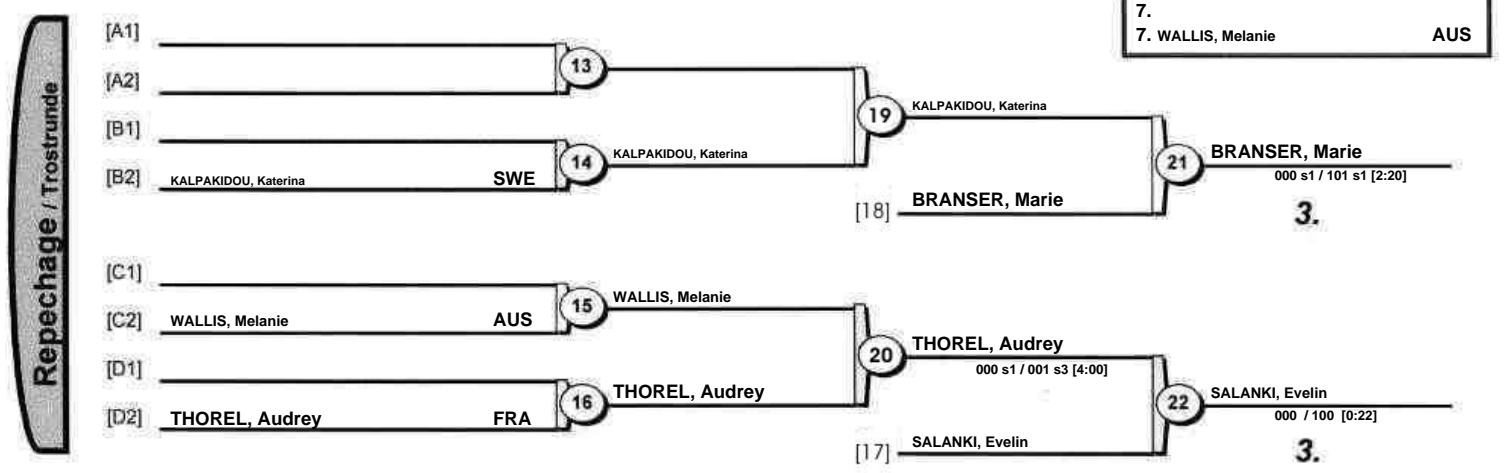 7.
7. WALLIS, Melanie AUS
Repechage / Trostrunde
[A1]
13
[A2]
[B1]
14 KALPAKIDOU, Katerina
[B2] KALPAKIDOU, Katerina SWE
19 KALPAKIDOU, Katerina
[18] BRANSER, Marie
21 BRANSER, Marie
000 s1 / 101 s1 [2:20]
3.
[C1]
15 WALLIS, Melanie
[C2] WALLIS, Melanie AUS
[D1]
16 THOREL, Audrey
[D2] THOREL, Audrey FRA
20 THOREL, Audrey
000 s1 / 001 s3 [4:00]
[17] SALANKI, Evelin
22 SALANKI, Evelin
000 / 100 [0:22]
3.